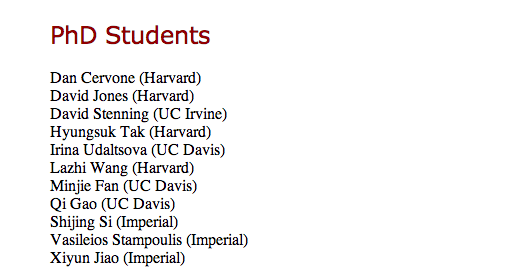 PhD Students
Dan Cervone (Harvard)
David Jones (Harvard)
David Stenning (UC Irvine)
Hyungsuk Tak (Harvard)
Irina Udaltsova (UC Davis)
Lazhi Wang (Harvard)
Minjie Fan (UC Davis)
Qi Gao (UC Davis)
Shijing Si (Imperial)
Vasileios Stampoulis (Imperial)
Xiyun Jiao (Imperial)